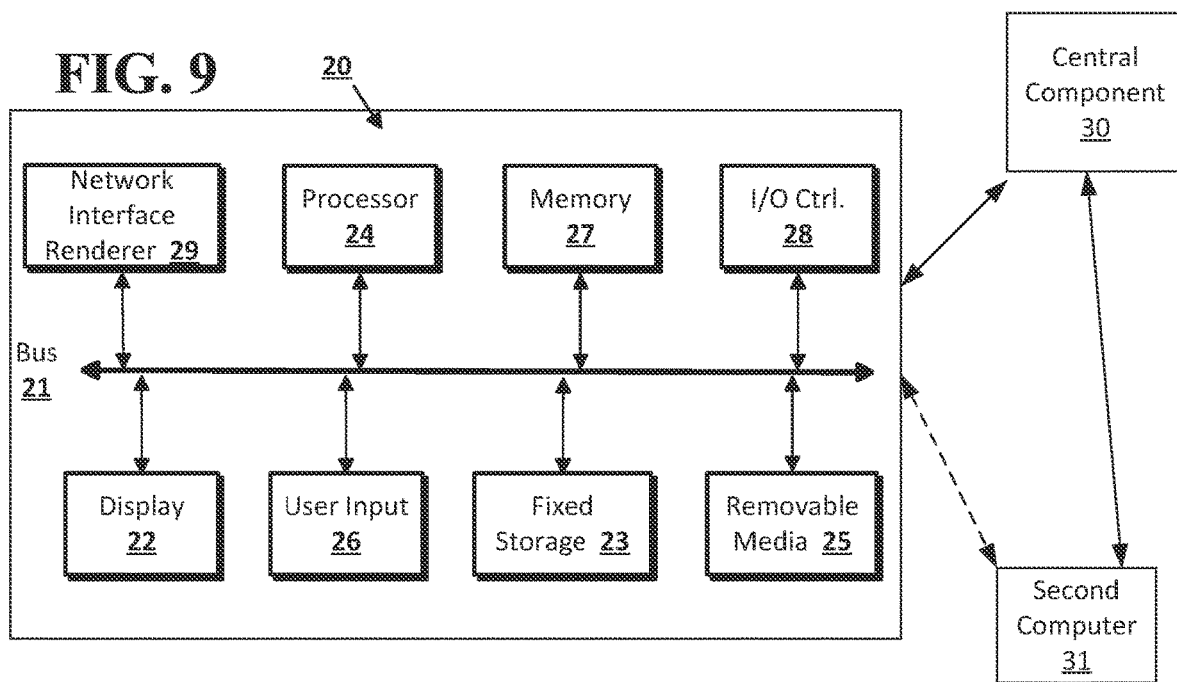 FIG. 9
20
Central
Component
30
Network
Interface
Renderer 29
Processor
24
Memory
27
I/O Ctrl.
28
Bus
21
Display
22
User Input
26
Fixed
Storage 23
Removable
Media 25
Second
Computer
31